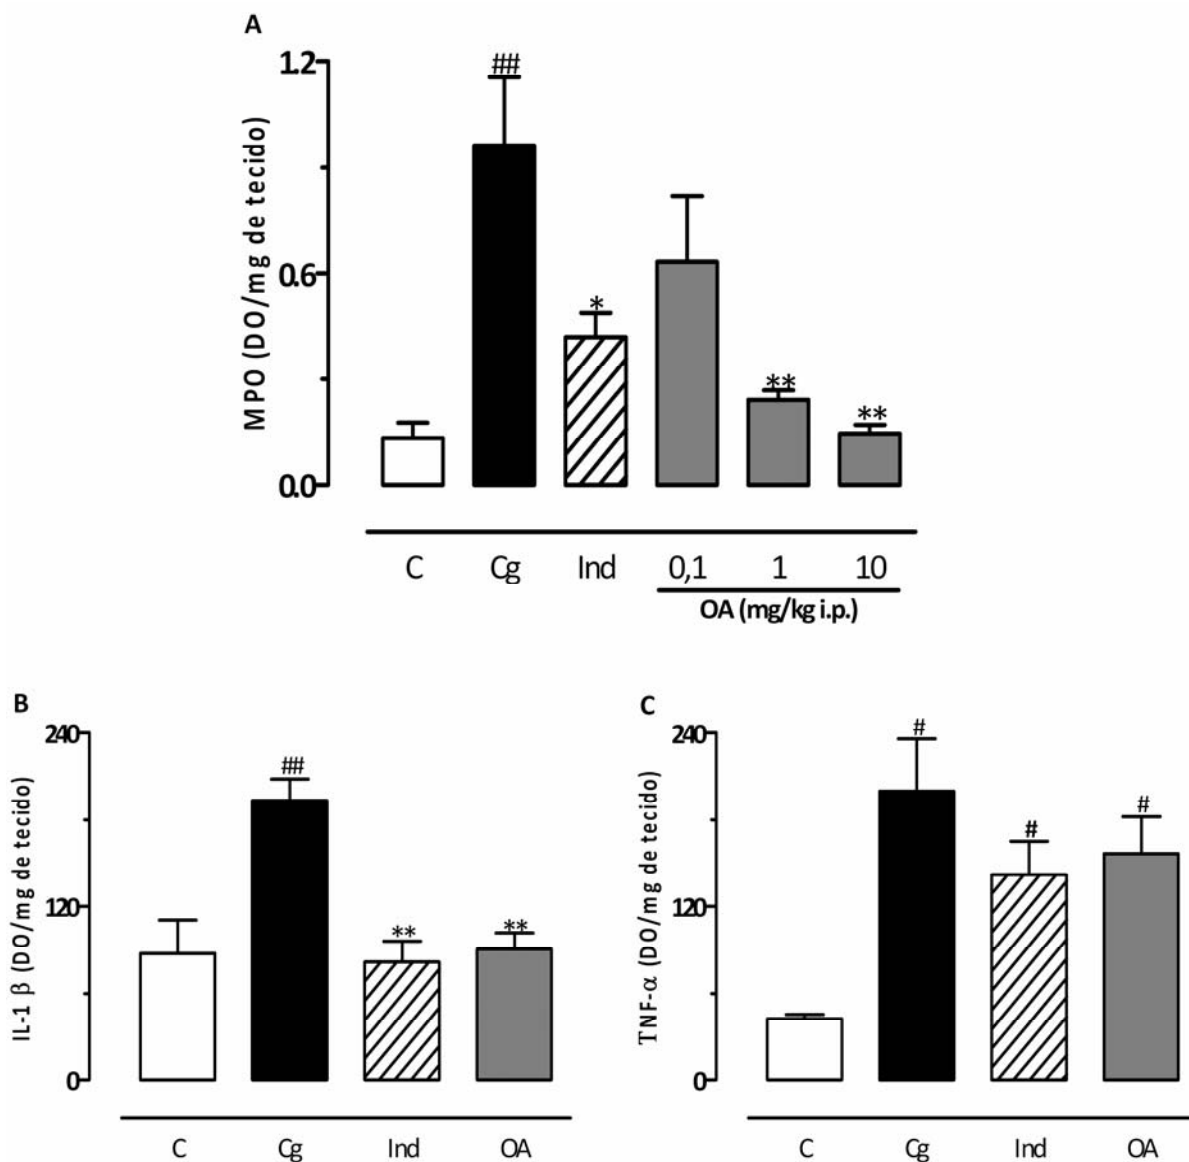 A
MPO (DO/mg de tecido)
1.2
0.6
0.0
##
*
**
**
C Cg Ind 0,1 1 10
OA (mg/kg i.p.)
B
IL-1 β (DO/mg de tecido)
240
120
0
##
**
**
C Cg Ind OA
C
TNF-α (DO/mg de tecido)
240
120
0
#
#
#
C Cg Ind OA